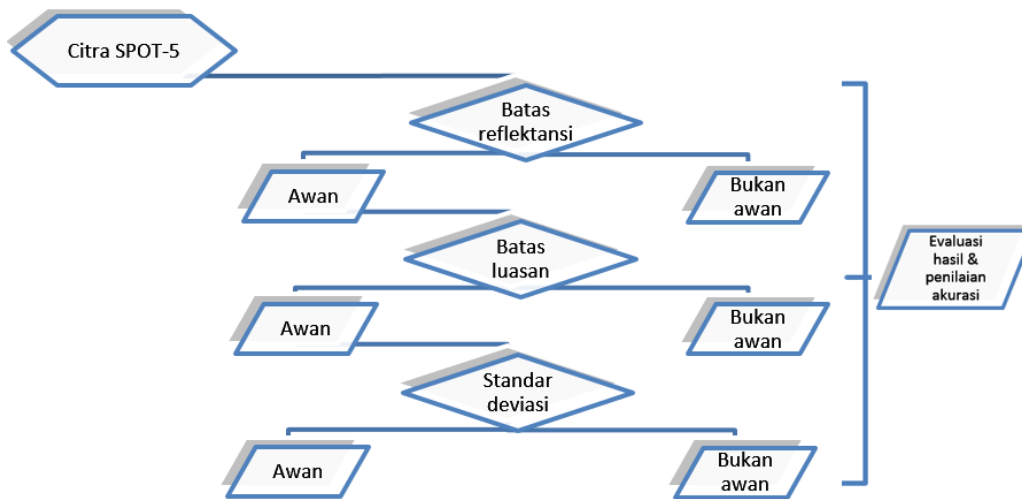 Citra SPOT-5
Batas
reflektansi
Awan
Bukan
awan
Batas
luasan
Evaluasi
hasil &
penilaian
akurasi
Awan
Bukan
awan
Standar
deviasi
Awan
Bukan
awan